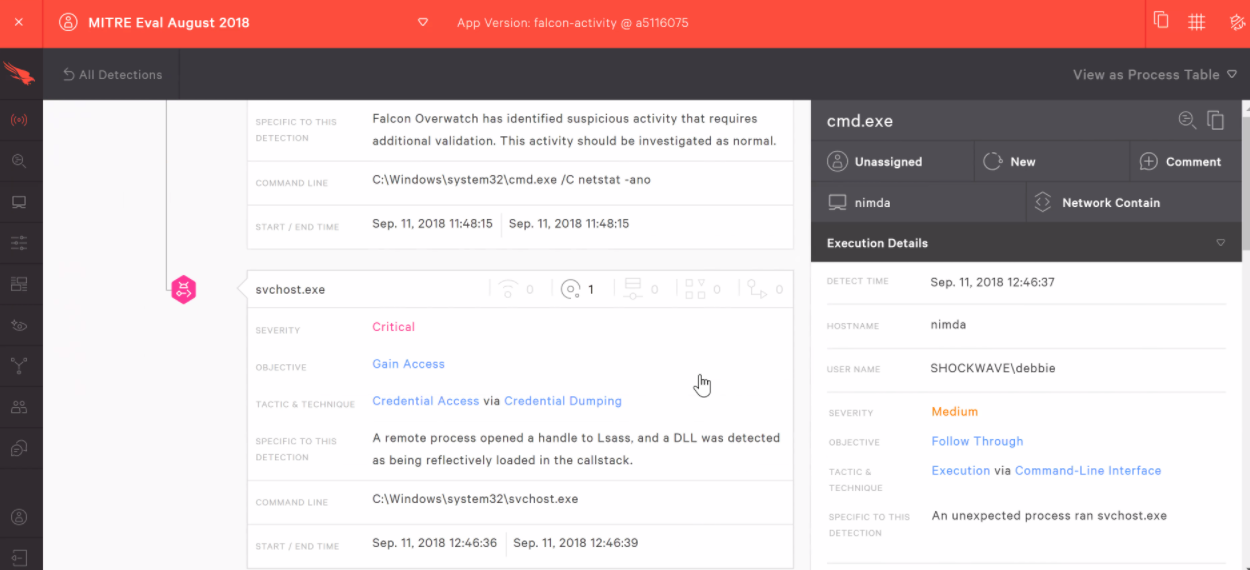 MITRE Eval August 2018
App Version: falcon-activity @ a5116075
All Detections
View as Process Table
SPECIFIC TO THIS
DETECTION
Falcon Overwatch has identified suspicious activity that requires
additional validation. This activity should be investigated as normal.
COMMAND LINE
C:\Windows\system32\cmd.exe /C netstat -ano
START / END TIME
Sep. 11, 2018 11:48:15
Sep. 11, 2018 11:48:15
svchost.exe
0
1
0
0
0
SEVERITY
Critical
OBJECTIVE
Gain Access
TACTIC & TECHNIQUE
Credential Access via Credential Dumping
SPECIFIC TO THIS
DETECTION
A remote process opened a handle to Lsass, and a DLL was detected
as being reflectively loaded in the callstack.
COMMAND LINE
C:\Windows\system32\svchost.exe
START / END TIME
Sep. 11, 2018 12:46:36
Sep. 11, 2018 12:46:39
cmd.exe
Unassigned
New
Comment
nimda
Network Contain
Execution Details
DETECT TIME
Sep. 11, 2018 12:46:37
HOSTNAME
nimda
USER NAME
SHOCKWAVE\debbie
SEVERITY
Medium
OBJECTIVE
Follow Through
TACTIC &
TECHNIQUE
Execution via Command-Line Interface
SPECIFIC TO THIS
DETECTION
An unexpected process ran svchost.exe